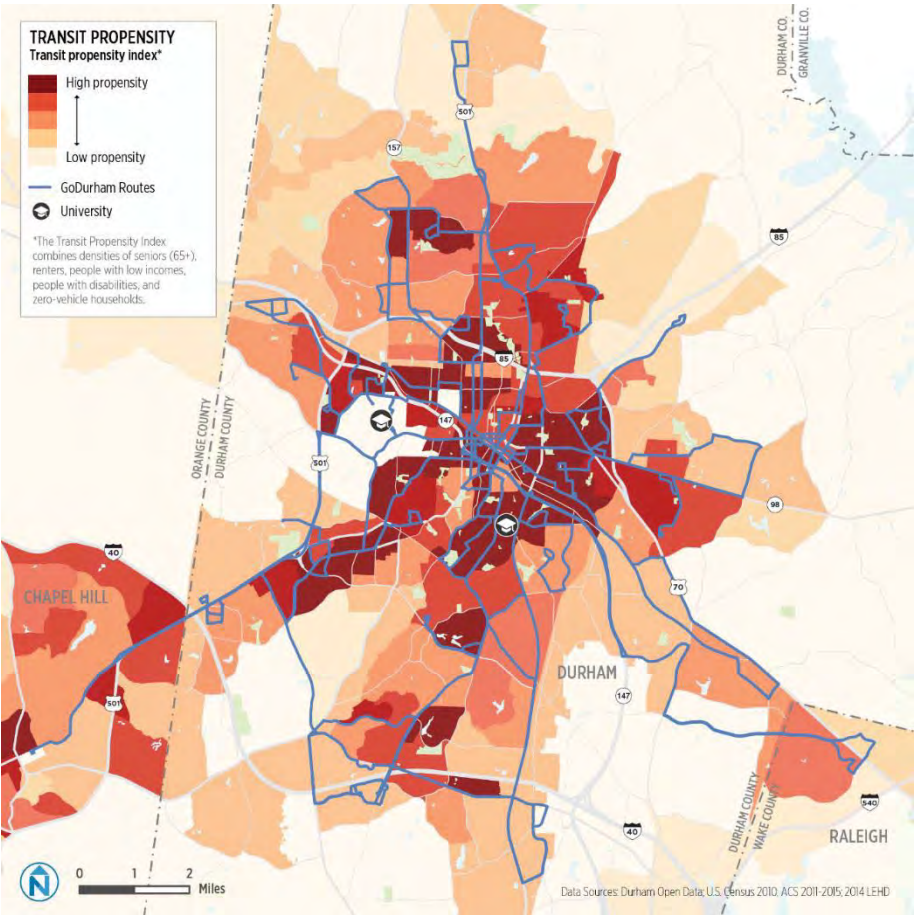 TRANSIT PROPENSITY
Transit propensity index*
High propensity
Low propensity
GoDurham Routes
University
*The Transit Propensity Index
combines densities of seniors (65+),
renters, people with low incomes,
people with disabilities, and
zero-vehicle households.
DURHAM CO.
GRANVILLE CO.
501
157
85
85
ORANGE COUNTY
DURHAM COUNTY
147
501
98
40
CHAPEL HILL
70
DURHAM
501
147
DURHAM COUNTY
WAKE COUNTY
540
40
RALEIGH
N
0 1 2
Miles
Data Sources: Durham Open Data; U.S. Census 2010, ACS 2011-2015; 2014 LEHD